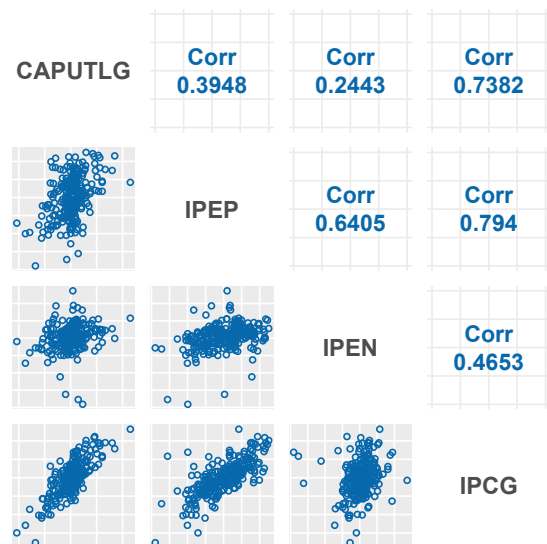 CAPUTLG
Corr
0.3948
Corr
0.2443
Corr
0.7382
IPEP
Corr
0.6405
Corr
0.794
IPEN
Corr
0.4653
IPCG